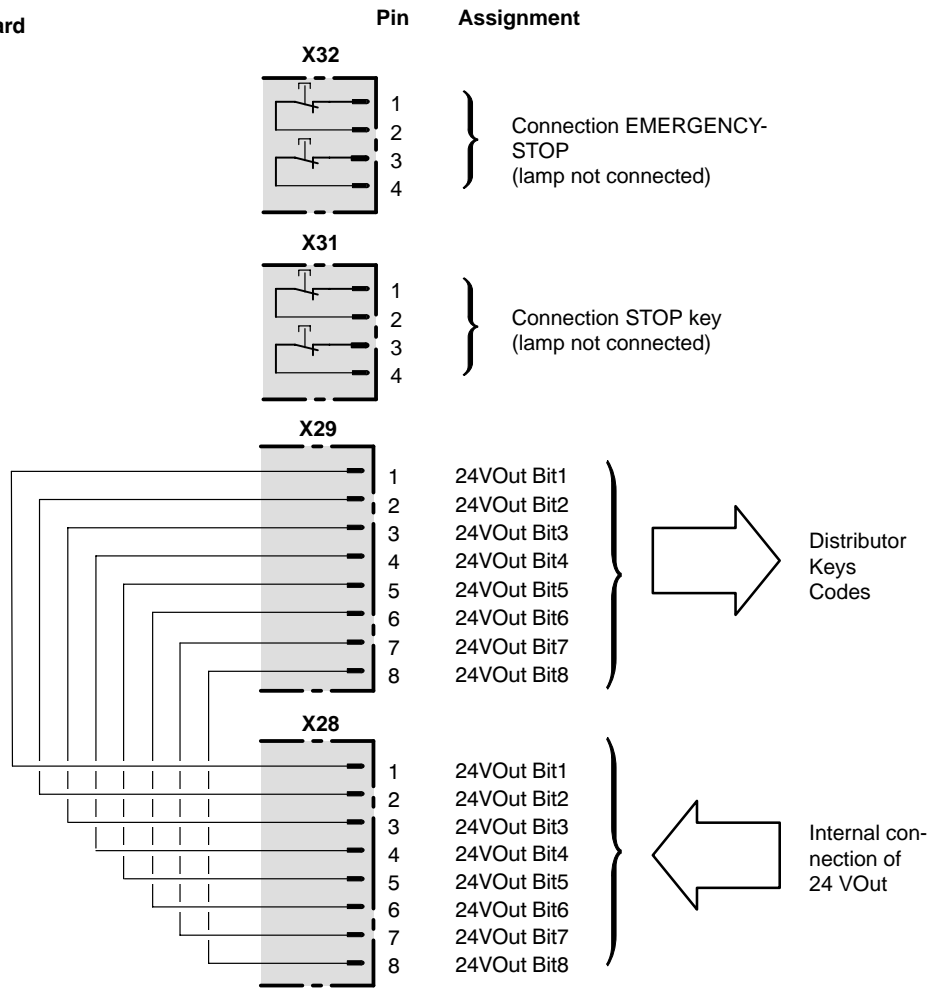 Pin Assignment
X32
1
2
3
4
Connection EMERGENCY-
STOP
(lamp not connected)
X31
1
2
3
4
Connection STOP key
(lamp not connected)
X29
1 24VOut Bit1
2 24VOut Bit2
3 24VOut Bit3
4 24VOut Bit4
5 24VOut Bit5
6 24VOut Bit6
7 24VOut Bit7
8 24VOut Bit8
Distributor
Keys
Codes
X28
1 24VOut Bit1
2 24VOut Bit2
3 24VOut Bit3
4 24VOut Bit4
5 24VOut Bit5
6 24VOut Bit6
7 24VOut Bit7
8 24VOut Bit8
Internal con-
nection of
24 VOut